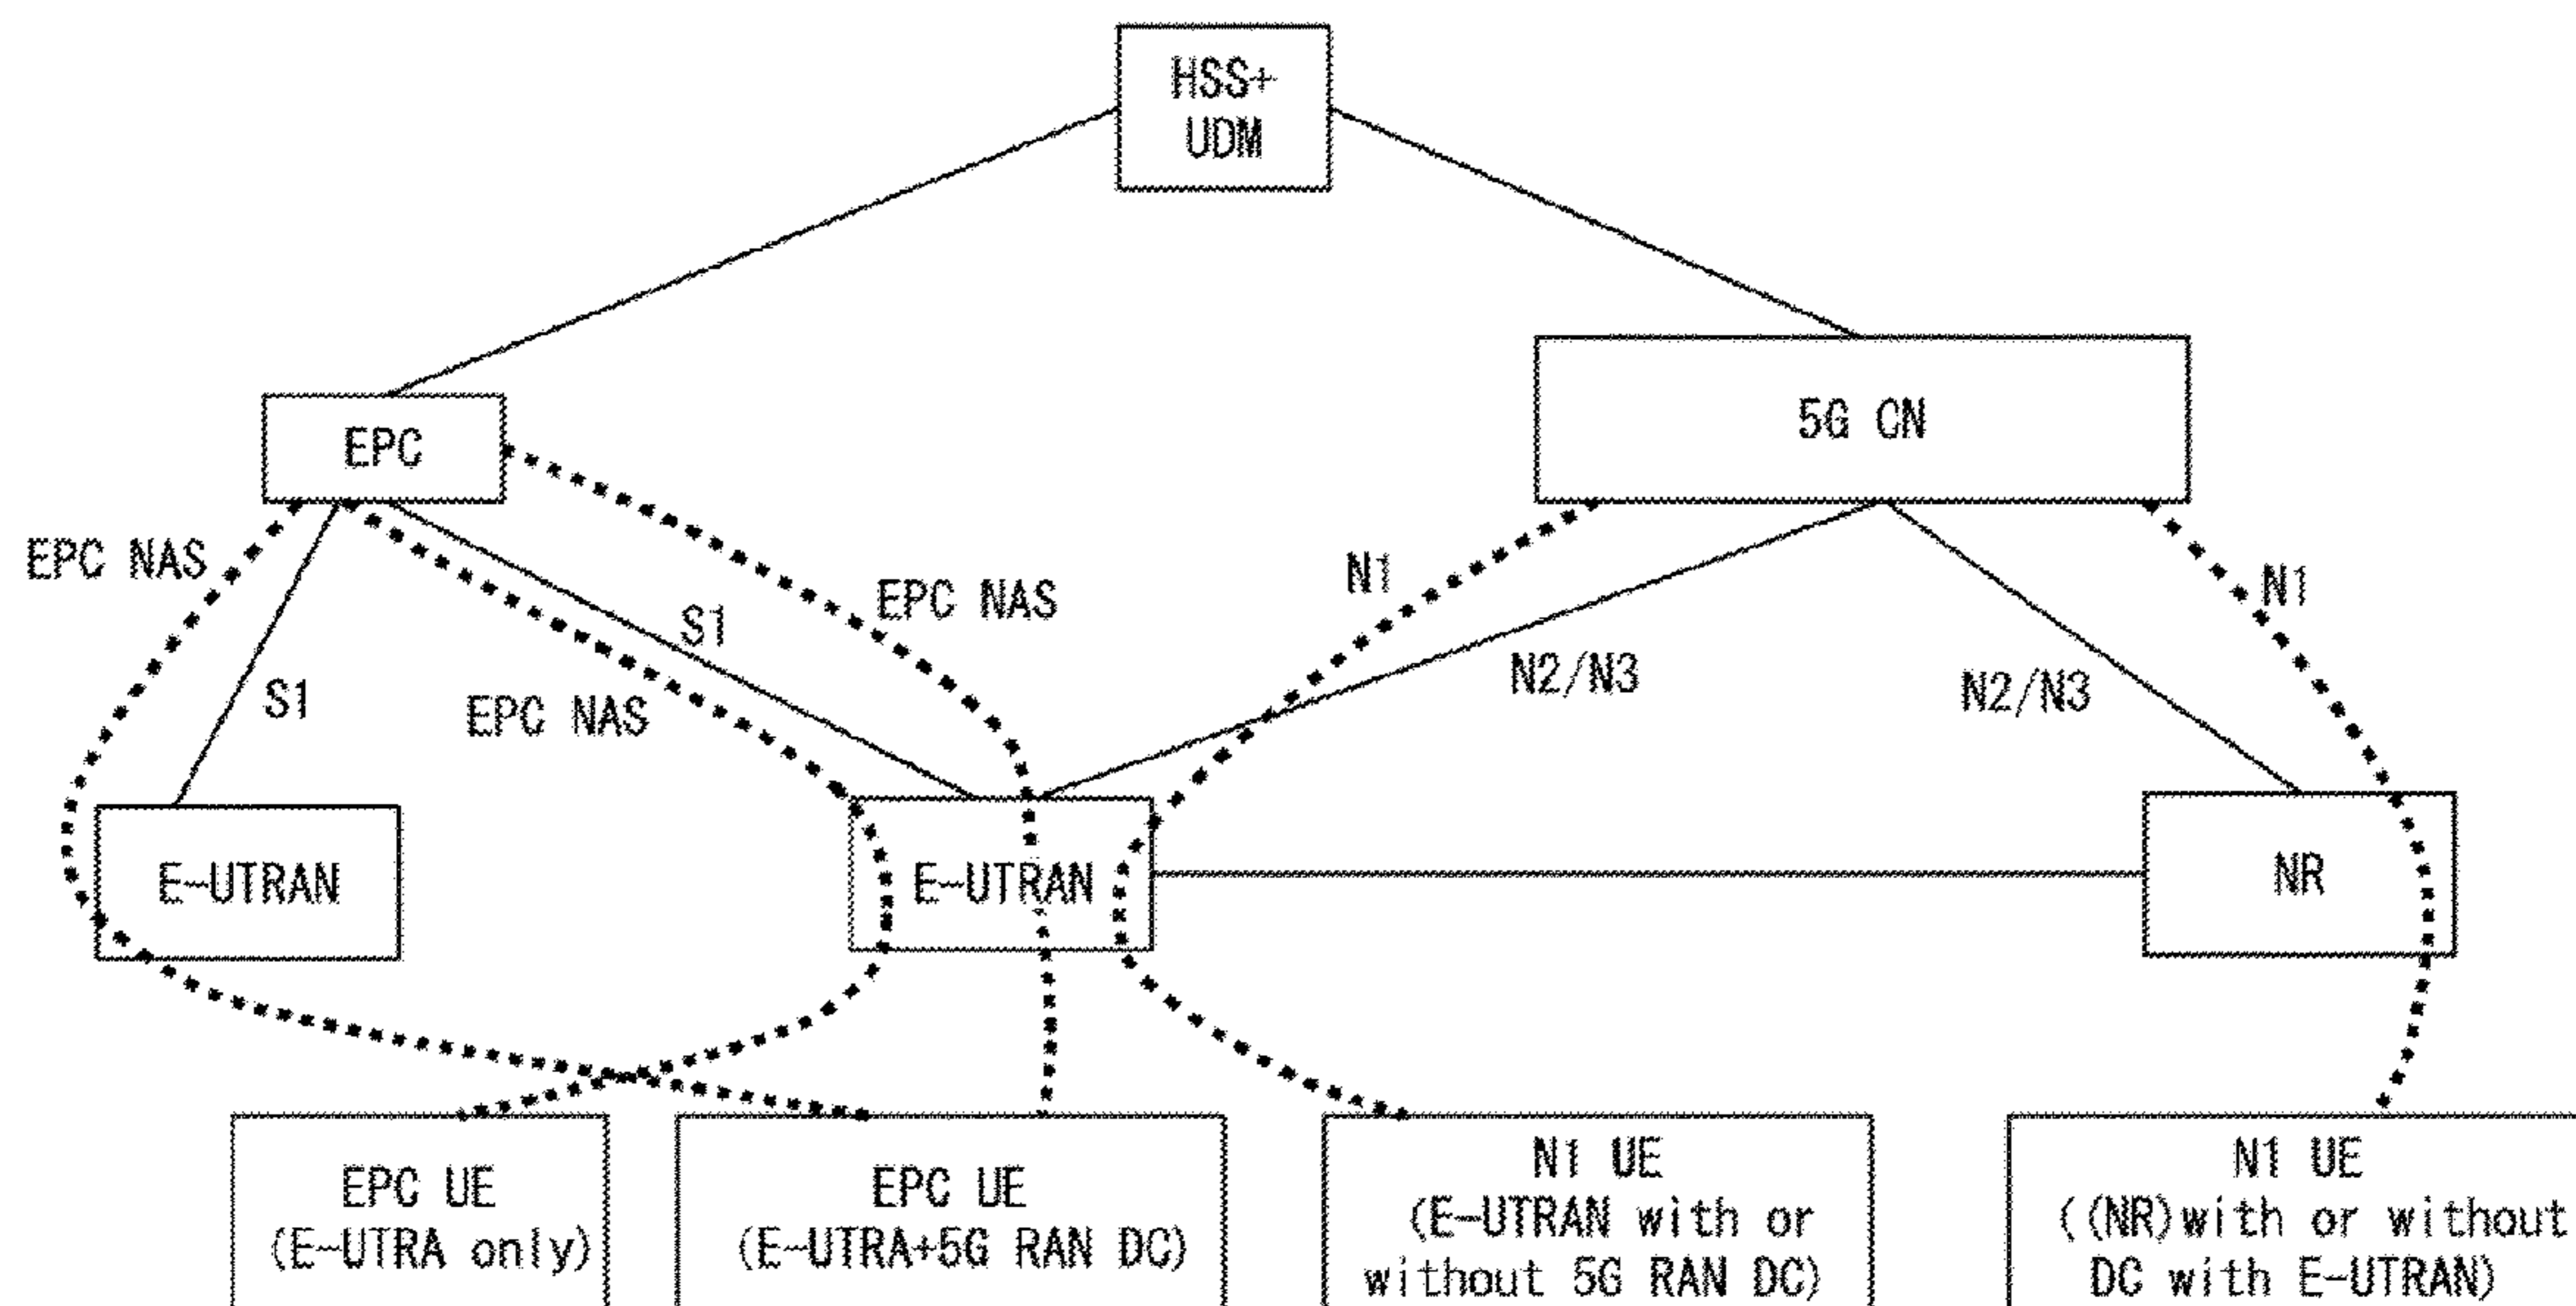 HSS+
UDM
5G CN
EPC
EPC NAS
N1
N1
EPC NAS
S1
N2/N3
N2/N3
S1
EPC NAS
E-UTRAN
E-UTRAN
NR
EPC UE
(E-UTRA only)
EPC UE
(E-UTRA+5G RAN DC)
N1 UE
(E-UTRAN with or
without 5G RAN DC)
N1 UE
((NR)with or without
DC with E-UTRAN)